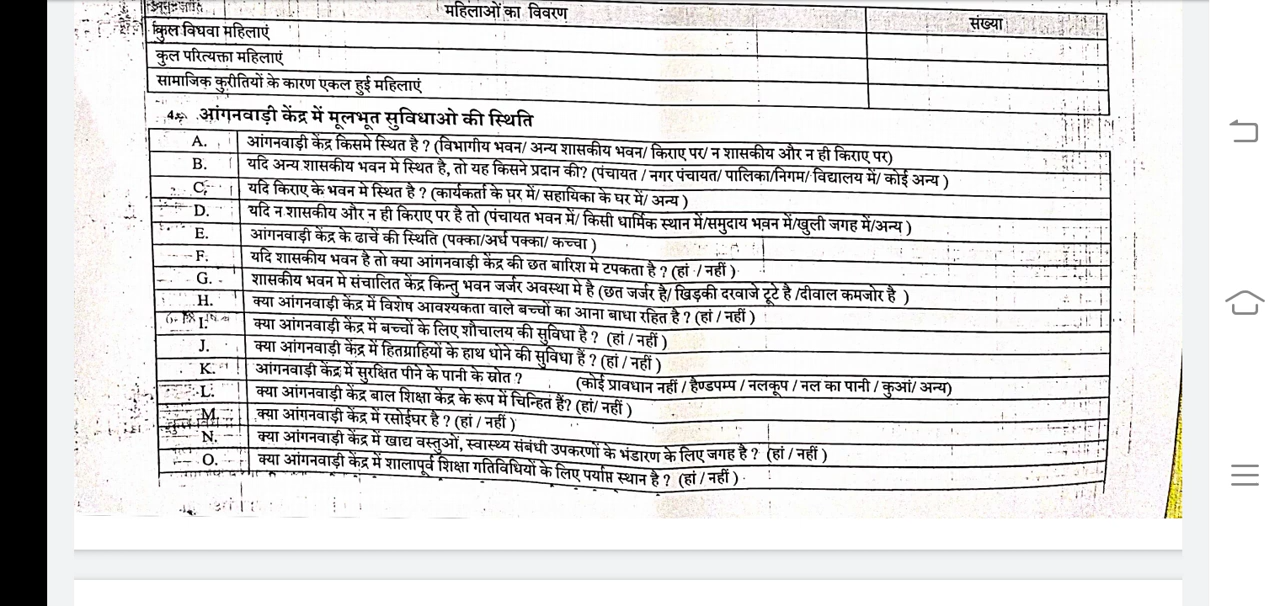 महिलाओं का विवरण
संख्या
कुल विधवा महिलाएं
कुल परित्यक्ता महिलाएं
सामाजिक कुरीतियों के कारण एकल हुई महिलाएं
4. आंगनवाड़ी केंद्र में मूलभूत सुविधाओ की स्थिति
A. आंगनवाड़ी केंद्र किसमे स्थित है ? (विभागीय भवन/ अन्य शासकीय भवन/ किराए पर/ न शासकीय और न ही किराए पर)
B. यदि अन्य शासकीय भवन मे स्थित है, तो यह किसने प्रदान की? (पंचायत / नगर पंचायत/ पालिका/निगम/ विद्यालय में/ कोई अन्य )
C. यदि किराए के भवन में स्थित है ? (कार्यकर्ता के घर में/ सहायिका के घर में/ अन्य )
D. यदि न शासकीय और न ही किराए पर है तो (पंचायत भवन में/ किसी धार्मिक स्थान में/समुदाय भवन में/खुली जगह में/अन्य )
E. आंगनवाड़ी केंद्र के ढाचें की स्थिति (पक्का/अर्ध पक्का/ कच्चा )
F. यदि शासकीय भवन है तो क्या आंगनवाड़ी केंद्र की छत बारिश मे टपकता है ? (हां / नहीं )
G. शासकीय भवन मे संचालित केंद्र किन्तु भवन जर्जर अवस्था मे है (छत जर्जर है/ खिड़की दरवाजे टूटे है /दीवाल कमजोर है )
H. क्या आंगनवाड़ी केंद्र में विशेष आवश्यकता वाले बच्चों का आना बाधा रहित है ? (हां / नहीं )
I. क्या आंगनवाड़ी केंद्र में बच्चों के लिए शौचालय की सुविधा है ? (हां / नहीं )
J. क्या आंगनवाड़ी केंद्र में हितग्राहियों के हाथ धोने की सुविधा हैं ? (हां / नहीं )
K. आंगनवाड़ी केंद्र में सुरक्षित पीने के पानी के स्रोत ? (कोई प्रावधान नहीं / हैण्डपम्प / नलकूप / नल का पानी / कुआं/ अन्य)
L. क्या आंगनवाड़ी केंद्र बाल शिक्षा केंद्र के रूप में चिन्हित हैं? (हां/ नहीं )
M. क्या आंगनवाड़ी केंद्र में रसोईघर है ? (हां / नहीं )
N. क्या आंगनवाड़ी केंद्र में खाद्य वस्तुओं, स्वास्थ्य संबंधी उपकरणों के भंडारण के लिए जगह है ? (हां / नहीं )
O. क्या आंगनवाड़ी केंद्र में शालापूर्व शिक्षा गतिविधियों के लिए पर्याप्त स्थान है ? (हां / नहीं )